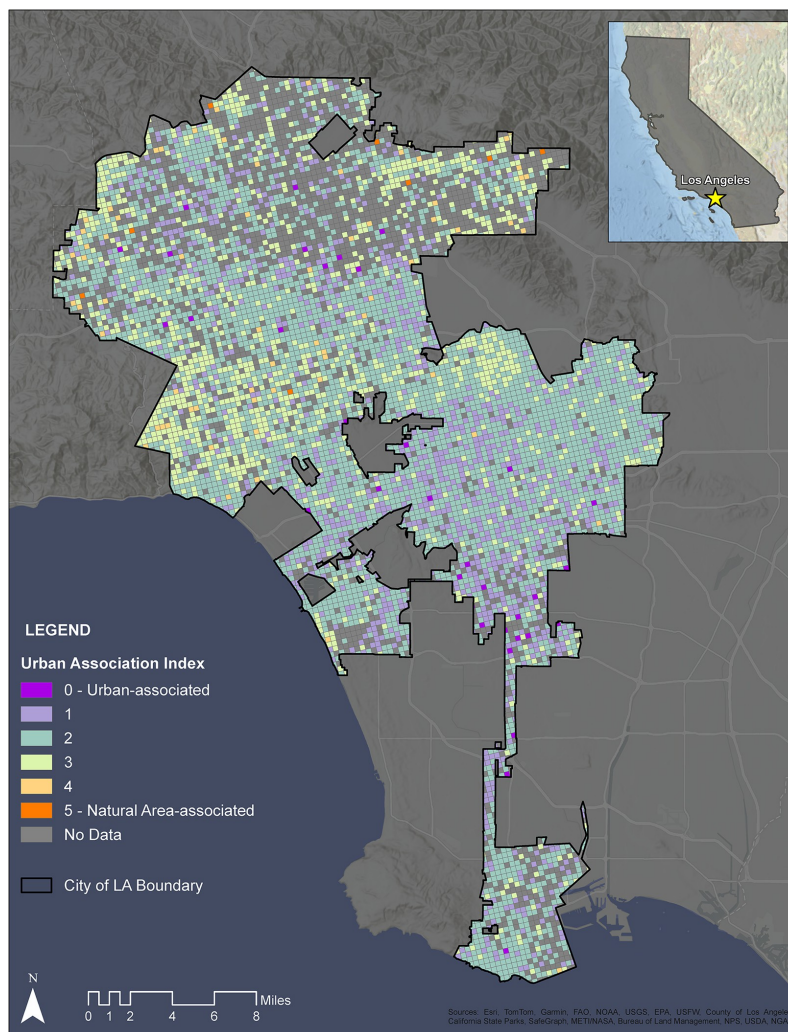 Los Angeles
LEGEND
Urban Association Index
0 - Urban-associated
1
2
3
4
5 - Natural Area-associated
No Data
City of LA Boundary
N
0 1 2 4 6 8 Miles
Sources: Esri, TomTom, Garmin, FAO, NOAA, USGS, EPA, USFW, County of Los Angele
California State Parks, SafeGraph, METI/NASA, Bureau of Land Management, NPS, USDA, NGA